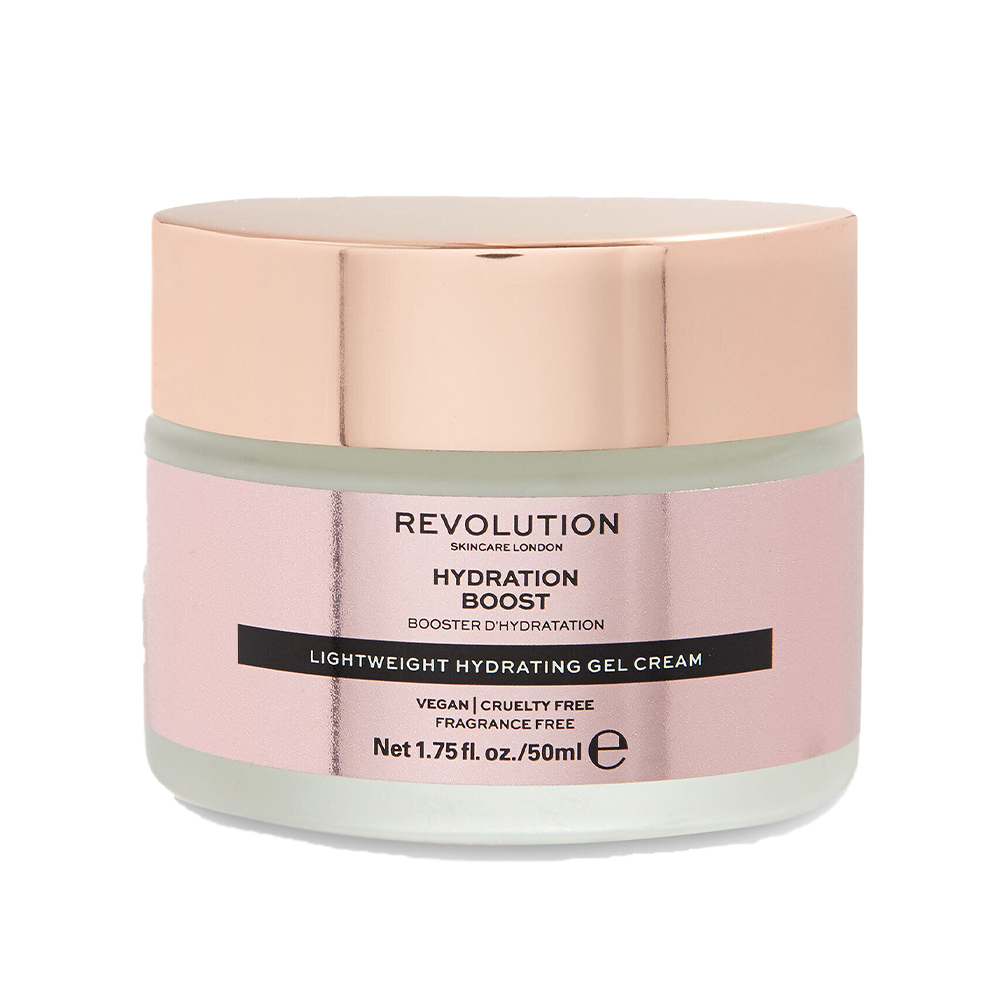 REVOLUTION
SKINCARE LONDON
HYDRATION
BOOST
BOOSTER D'HYDRATATION
LIGHTWEIGHT HYDRATING GEL CREAM
VEGAN | CRUELTY FREE
FRAGRANCE FREE
Net 1.75 fl. oz./50ml ℮